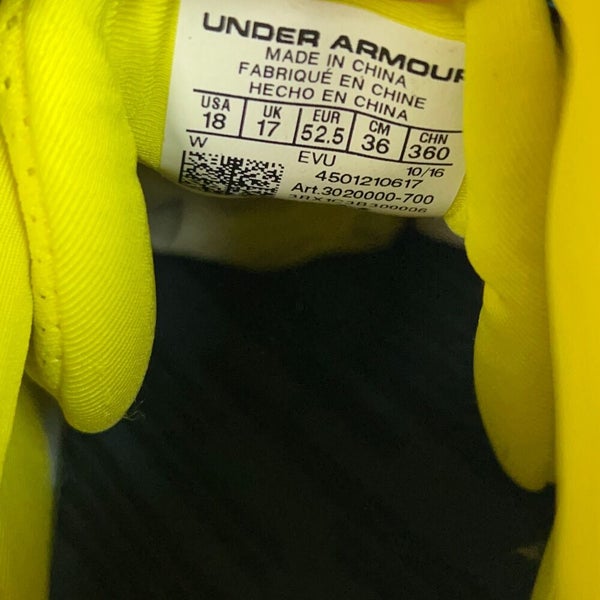 UNDER ARMOUR
MADE IN CHINA
FABRIQUÉ EN CHINE
HECHO EN CHINA
USA UK EUR CM CHN
18 17 52.5 36 360
W EVU 10/16
4501210617
Art.3020000-700